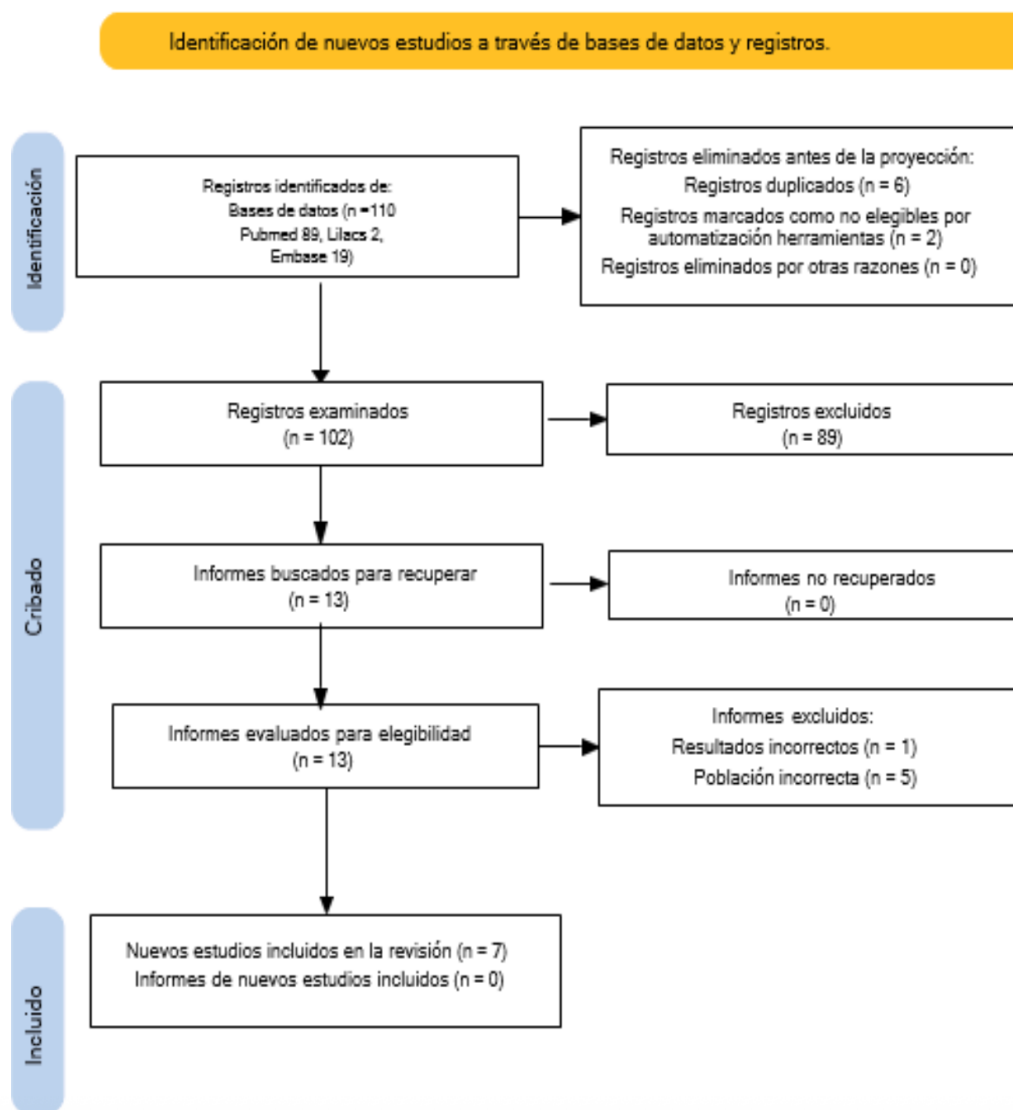 Identificación de nuevos estudios a través de bases de datos y registros.
Identificación
Registros identificados de:
Bases de datos (n =110
Pubmed 89, Lilacs 2,
Embase 19)
Registros eliminados antes de la proyección:
Registros duplicados (n = 6)
Registros marcados como no elegibles por
automatización herramientas (n = 2)
Registros eliminados por otras razones (n = 0)
Cribado
Registros examinados
(n = 102)
Registros excluidos
(n = 89)
Informes buscados para recuperar
(n = 13)
Informes no recuperados
(n = 0)
Informes evaluados para elegibilidad
(n = 13)
Informes excluidos:
Resultados incorrectos (n = 1)
Población incorrecta (n = 5)
Incluido
Nuevos estudios incluidos en la revisión (n = 7)
Informes de nuevos estudios incluidos (n = 0)